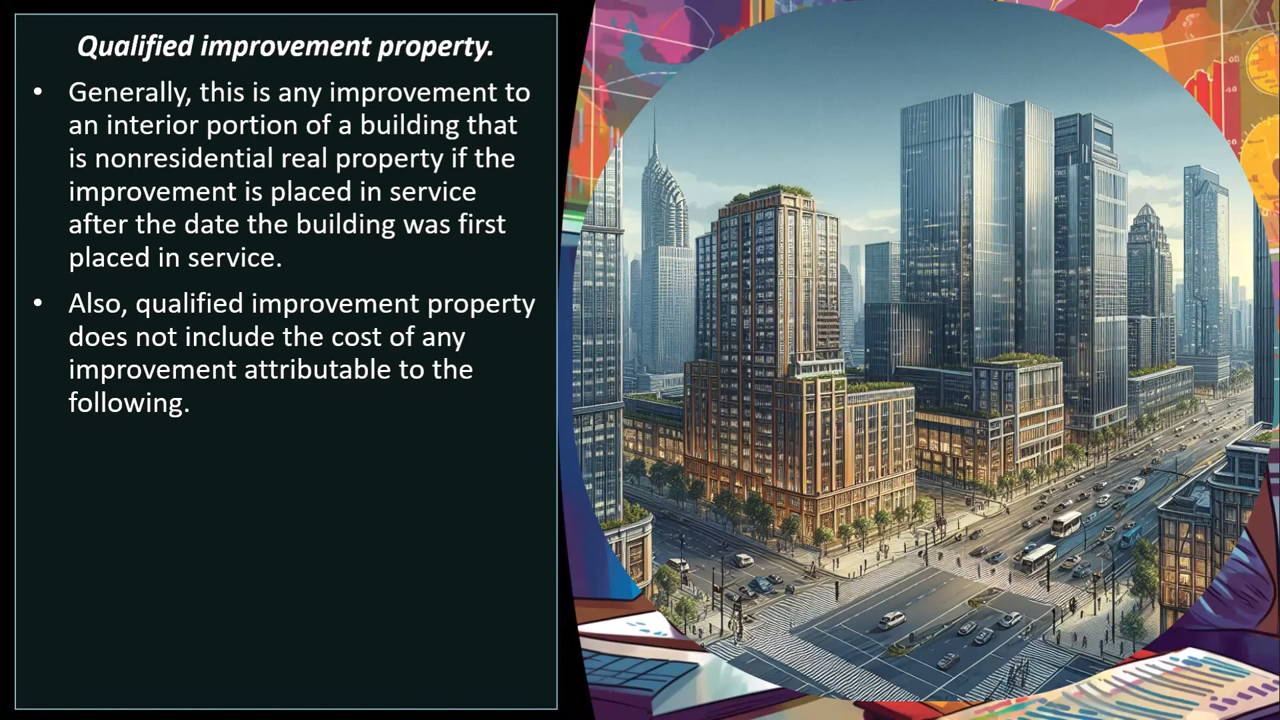 Qualified improvement property.
• Generally, this is any improvement to
an interior portion of a building that
is nonresidential real property if the
improvement is placed in service
after the date the building was first
placed in service.
• Also, qualified improvement property
does not include the cost of any
improvement attributable to the
following.